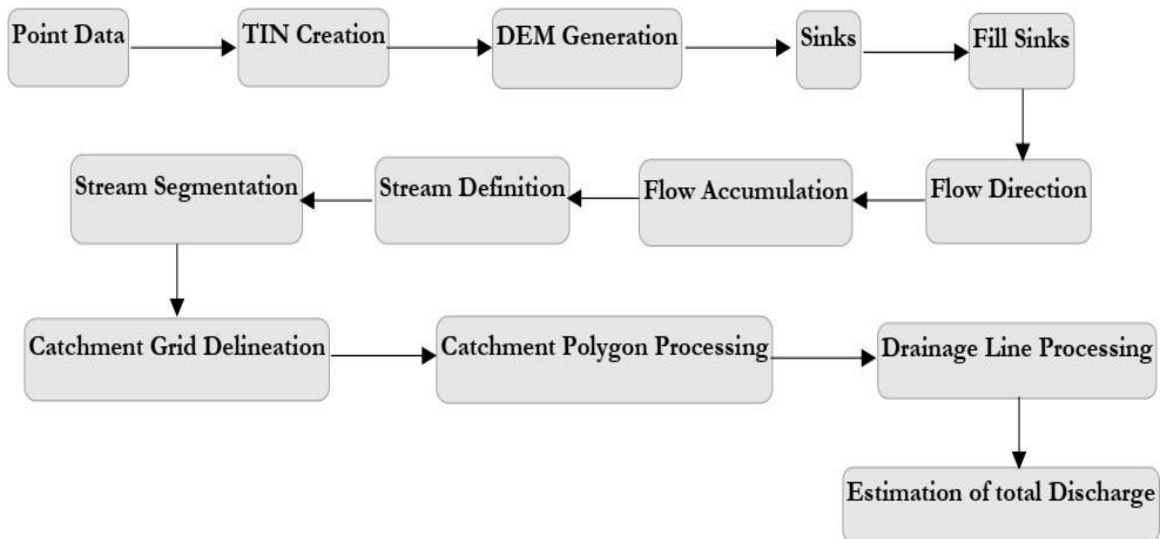 Point Data
TIN Creation
DEM Generation
Sinks
Fill Sinks
Flow Direction
Flow Accumulation
Stream Definition
Stream Segmentation
Catchment Grid Delineation
Catchment Polygon Processing
Drainage Line Processing
Estimation of total Discharge